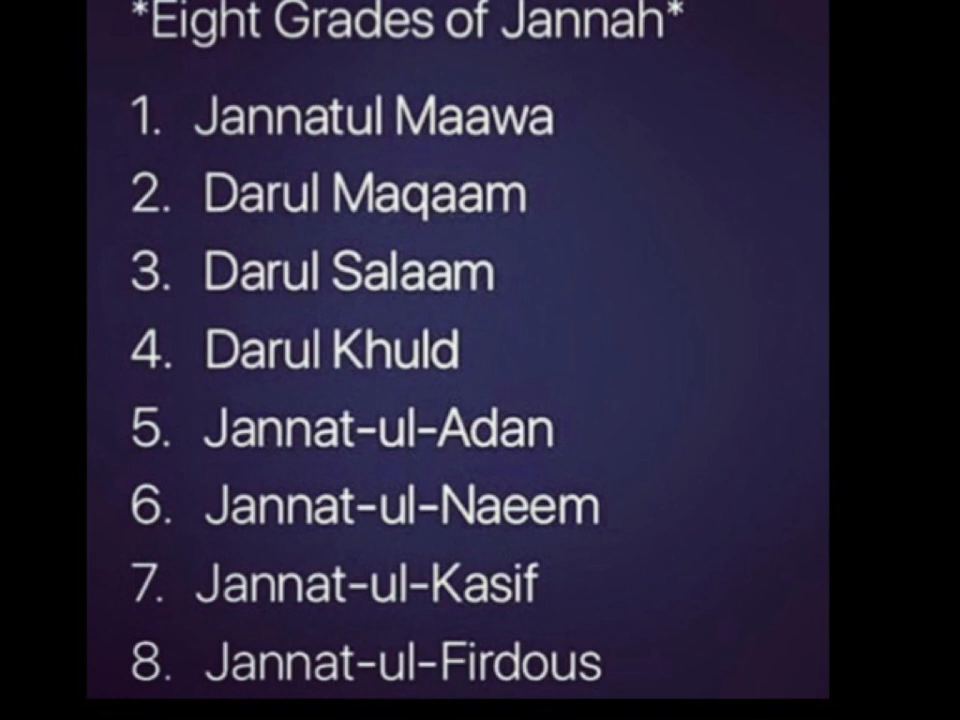 *Eight Grades of Jannah*
1. Jannatul Maawa
2. Darul Maqaam
3. Darul Salaam
4. Darul Khuld
5. Jannat-ul-Adan
6. Jannat-ul-Naeem
7. Jannat-ul-Kasif
8. Jannat-ul-Firdous